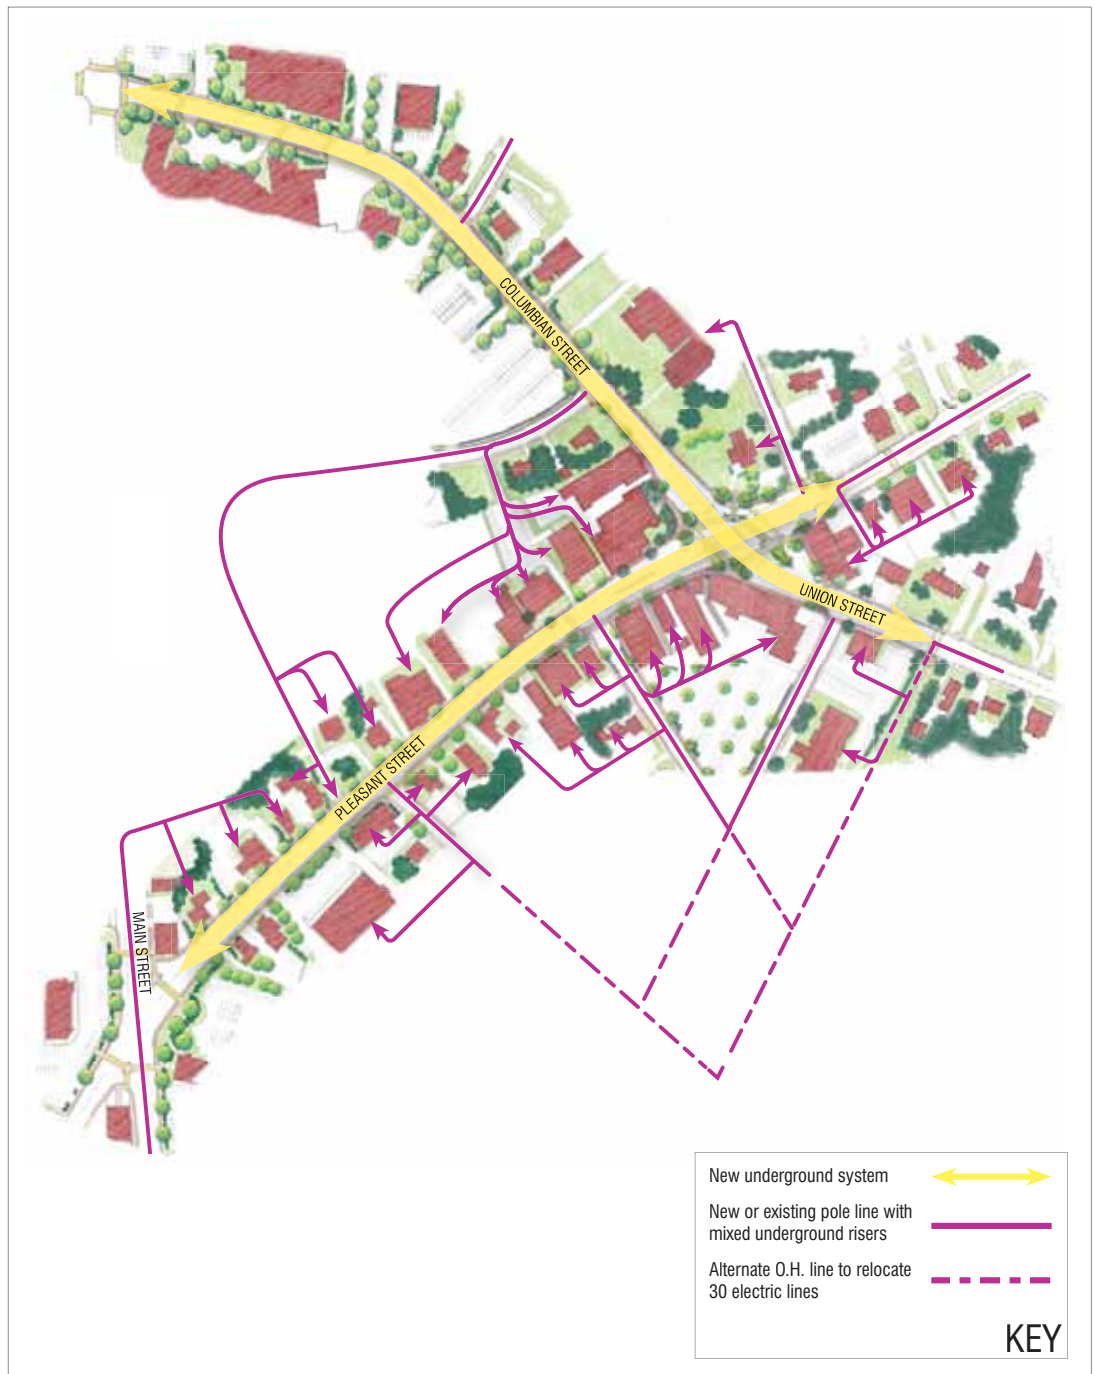 COLUMBIAN STREET
UNION STREET
PLEASANT STREET
MAIN STREET
New underground system
New or existing pole line with
mixed underground risers
Alternate O.H. line to relocate
30 electric lines
KEY